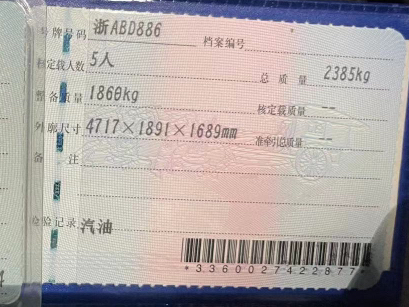 号牌号码 浙ABD886 档案编号
核定载人数 5人 总质量 2385kg
整备质量 1860kg 核定载质量 --
外廓尺寸 4717×1891×1689mm 准牵引总质量 --
备注
检验记录 汽油
*3360027422877*